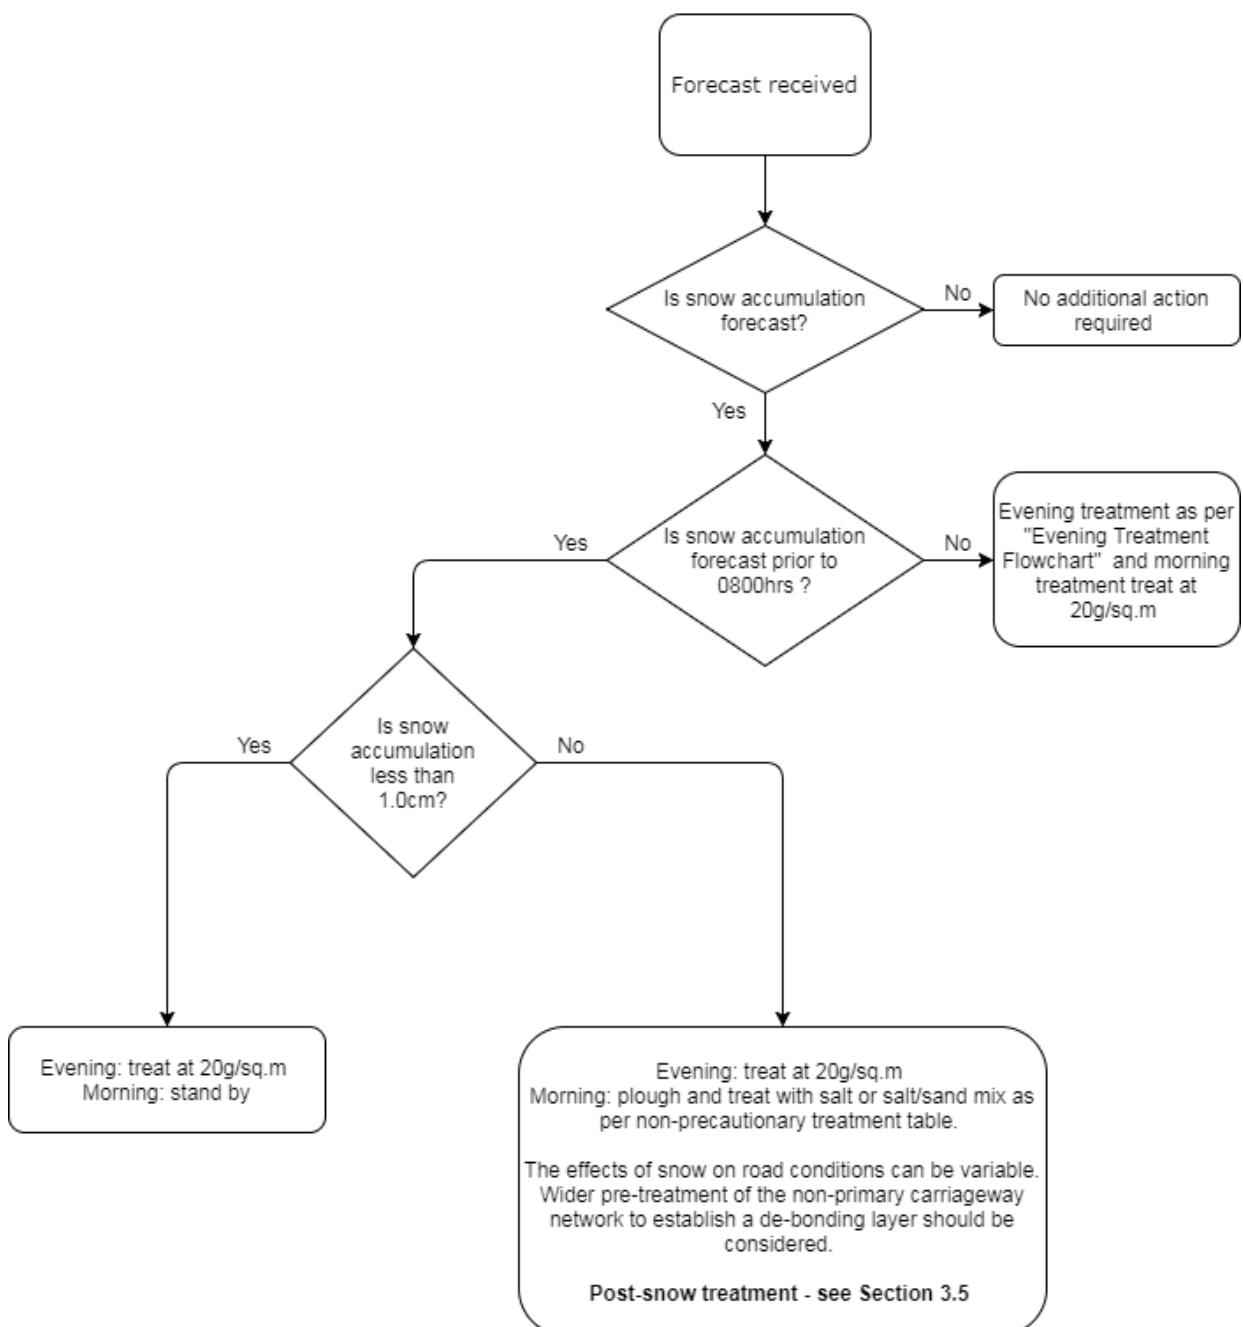 Forecast received
Is snow accumulation
forecast?
No
No additional action
required
Yes
Is snow accumulation
forecast prior to
0800hrs ?
No
Evening treatment as per
"Evening Treatment
Flowchart"  and morning
treatment treat at
20g/sq.m
Yes
Is snow
accumulation
less than
1.0cm?
Yes
No
Evening: treat at 20g/sq.m
Morning: stand by
Evening: treat at 20g/sq.m
Morning: plough and treat with salt or salt/sand mix as
per non-precautionary treatment table.
The effects of snow on road conditions can be variable.
Wider pre-treatment of the non-primary carriageway
network to establish a de-bonding layer should be
considered.
Post-snow treatment - see Section 3.5